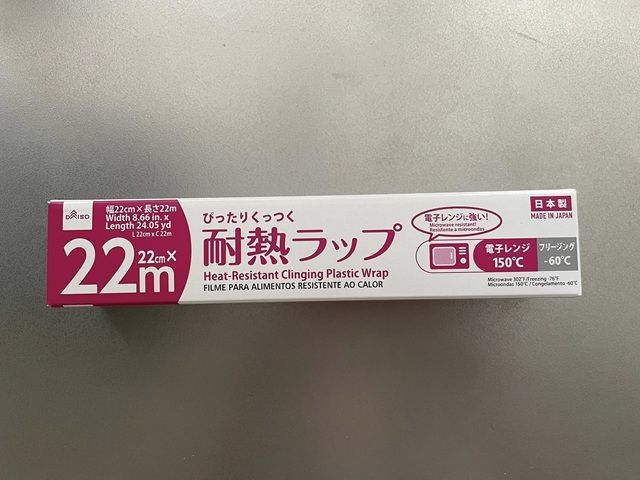 DAISO
幅22cm×長さ22m
Width 8.66 in. x
Length 24.05 yd
L 22cm x C 22m
22cm×
22m
ぴったりくっつく
耐熱ラップ
Heat-Resistant Clinging Plastic Wrap
FILME PARA ALIMENTOS RESISTENTE AO CALOR
電子レンジに強い!
Microwave resistant!
Resistente a microondas
日本製
MADE IN JAPAN
電子レンジ
150℃
フリージング
-60℃
Microwave 302°F/Freezing -76°F
Microondas 150°C / Congelamento -60°C